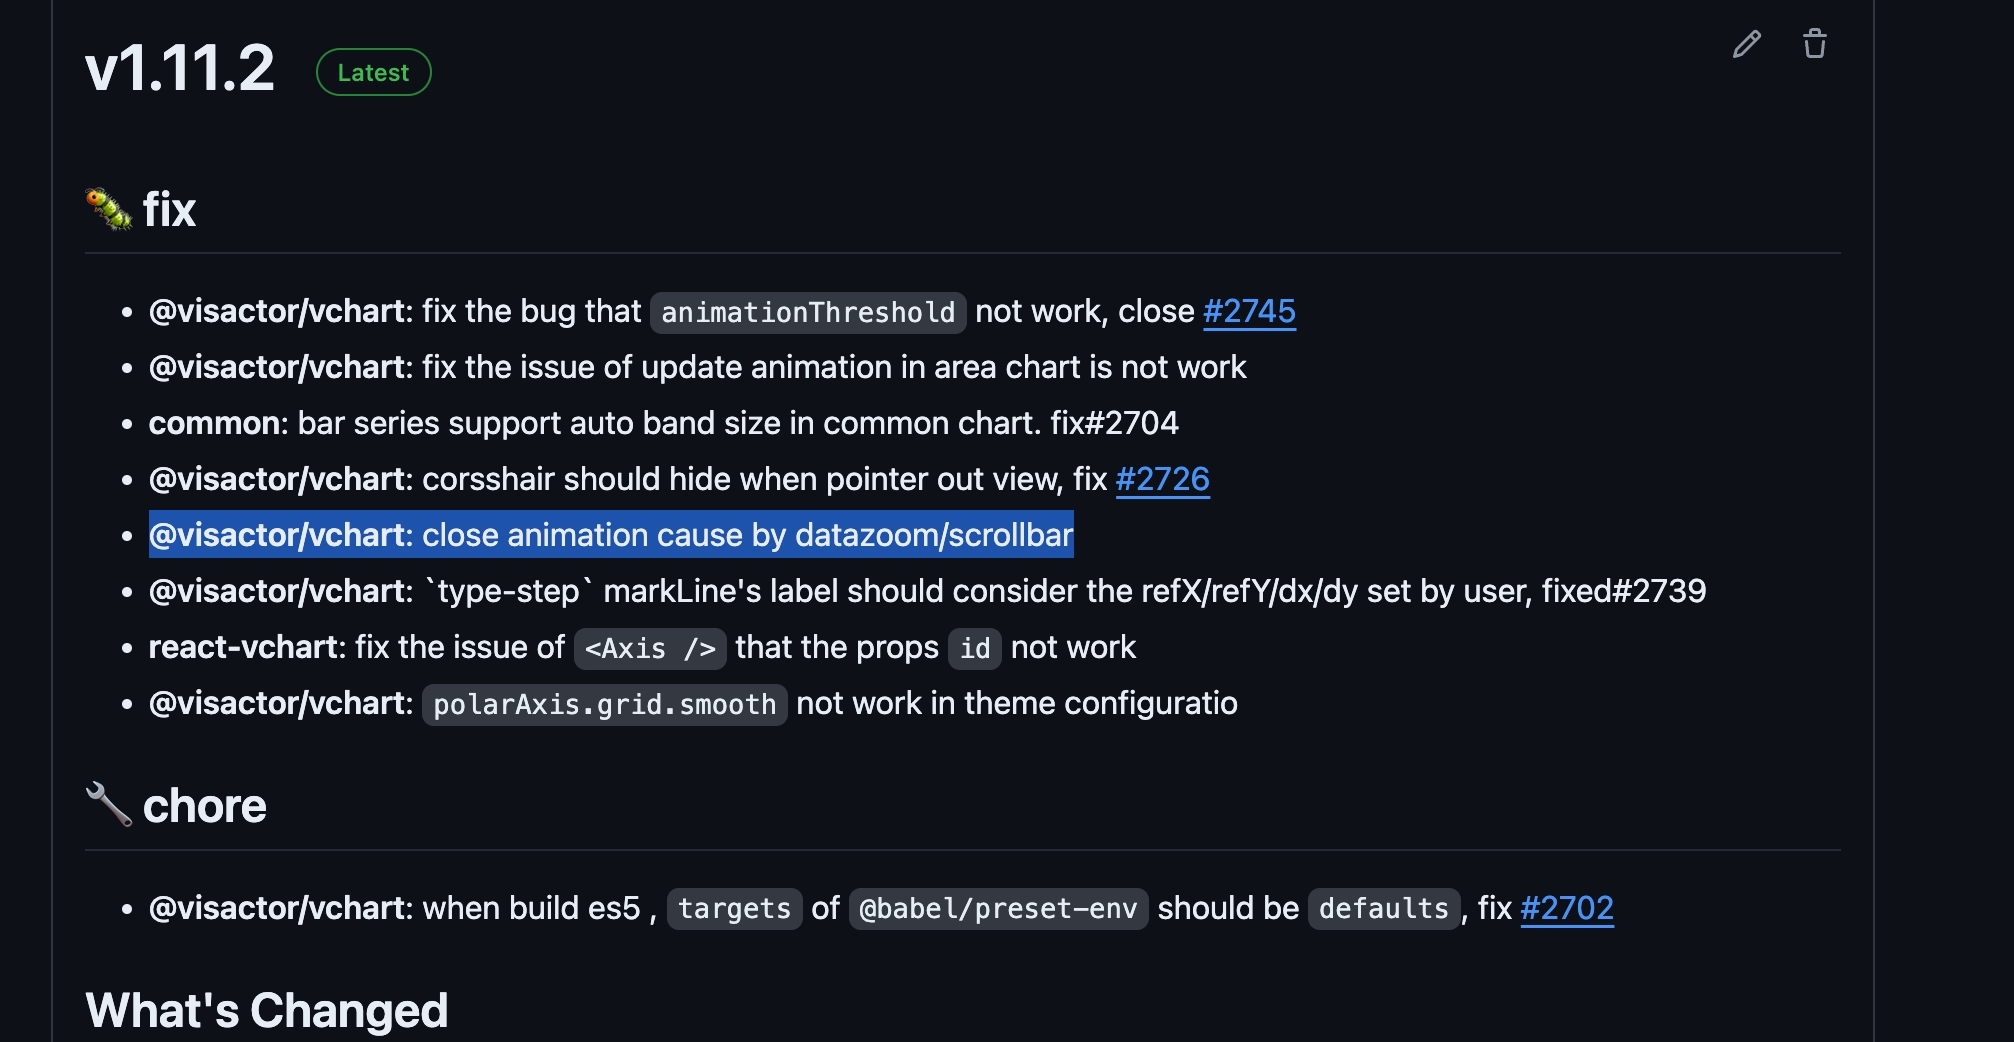 v1.11.2 Latest
🐛 fix
@visactor/vchart: fix the bug that animationThreshold not work, close #2745
@visactor/vchart: fix the issue of update animation in area chart is not work
common: bar series support auto band size in common chart. fix#2704
@visactor/vchart: corsshair should hide when pointer out view, fix #2726
@visactor/vchart: close animation cause by datazoom/scrollbar
@visactor/vchart: `type-step` markLine's label should consider the refX/refY/dx/dy set by user, fixed#2739
react-vchart: fix the issue of <Axis /> that the props id not work
@visactor/vchart: polarAxis.grid.smooth not work in theme configuratio
🔧 chore
@visactor/vchart: when build es5 , targets of @babel/preset-env should be defaults, fix #2702
What's Changed